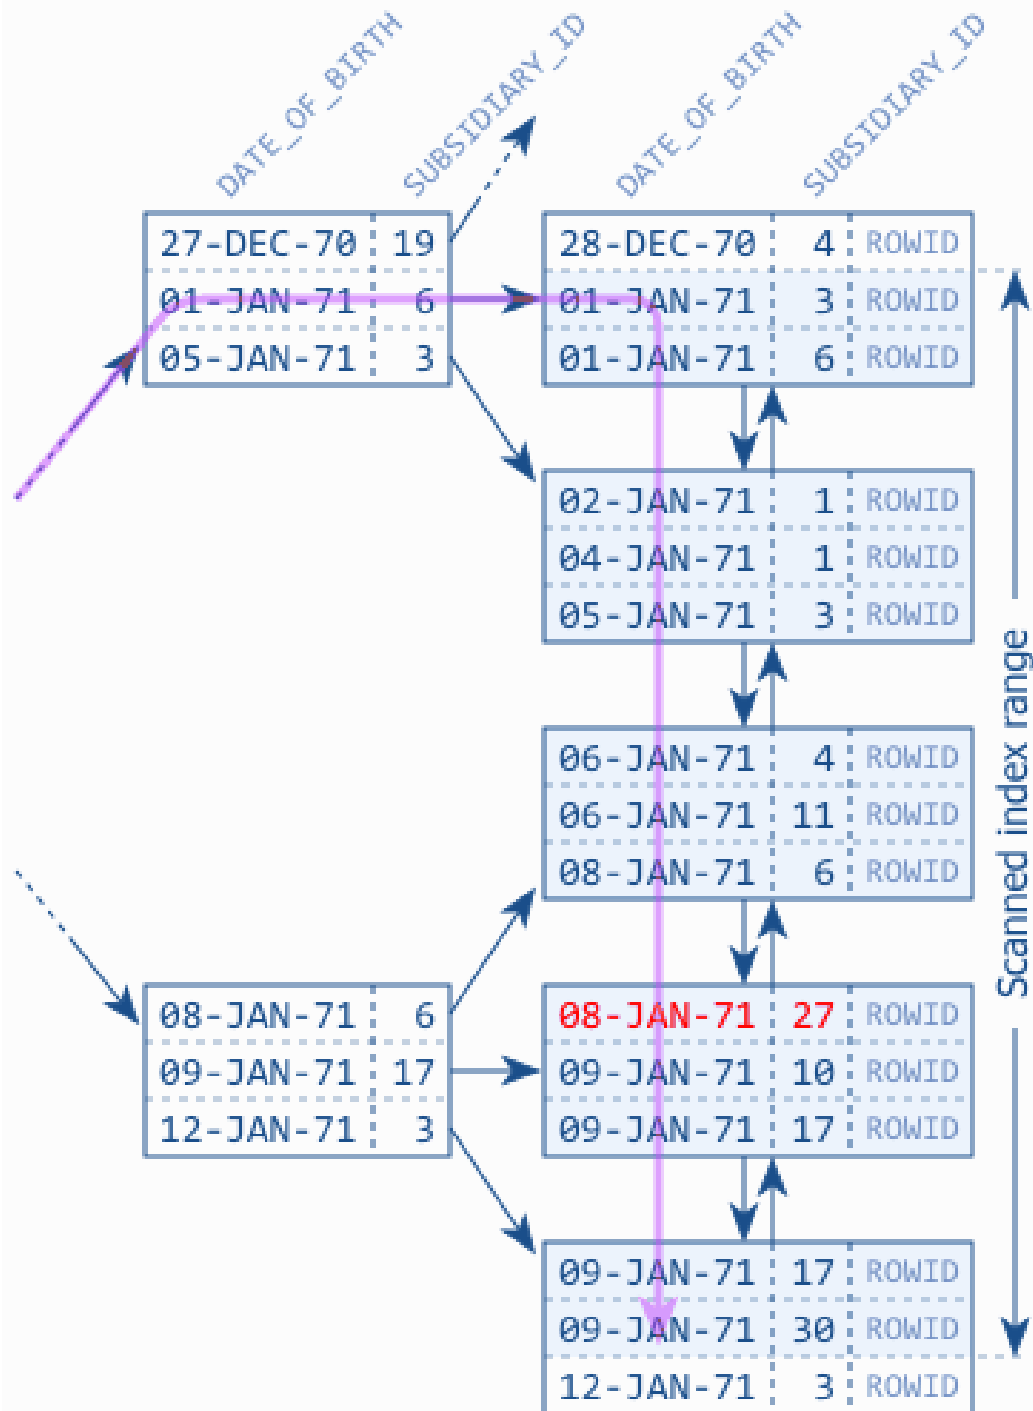 DATE_OF_BIRTH
SUBSIDIARY_ID
DATE_OF_BIRTH
SUBSIDIARY_ID
27-DEC-70 19
01-JAN-71 6
05-JAN-71 3
28-DEC-70 4 ROWID
01-JAN-71 3 ROWID
01-JAN-71 6 ROWID
02-JAN-71 1 ROWID
04-JAN-71 1 ROWID
05-JAN-71 3 ROWID
06-JAN-71 4 ROWID
06-JAN-71 11 ROWID
08-JAN-71 6 ROWID
08-JAN-71 6
09-JAN-71 17
12-JAN-71 3
08-JAN-71 27 ROWID
09-JAN-71 10 ROWID
09-JAN-71 17 ROWID
09-JAN-71 17 ROWID
09-JAN-71 30 ROWID
12-JAN-71 3 ROWID
Scanned index range